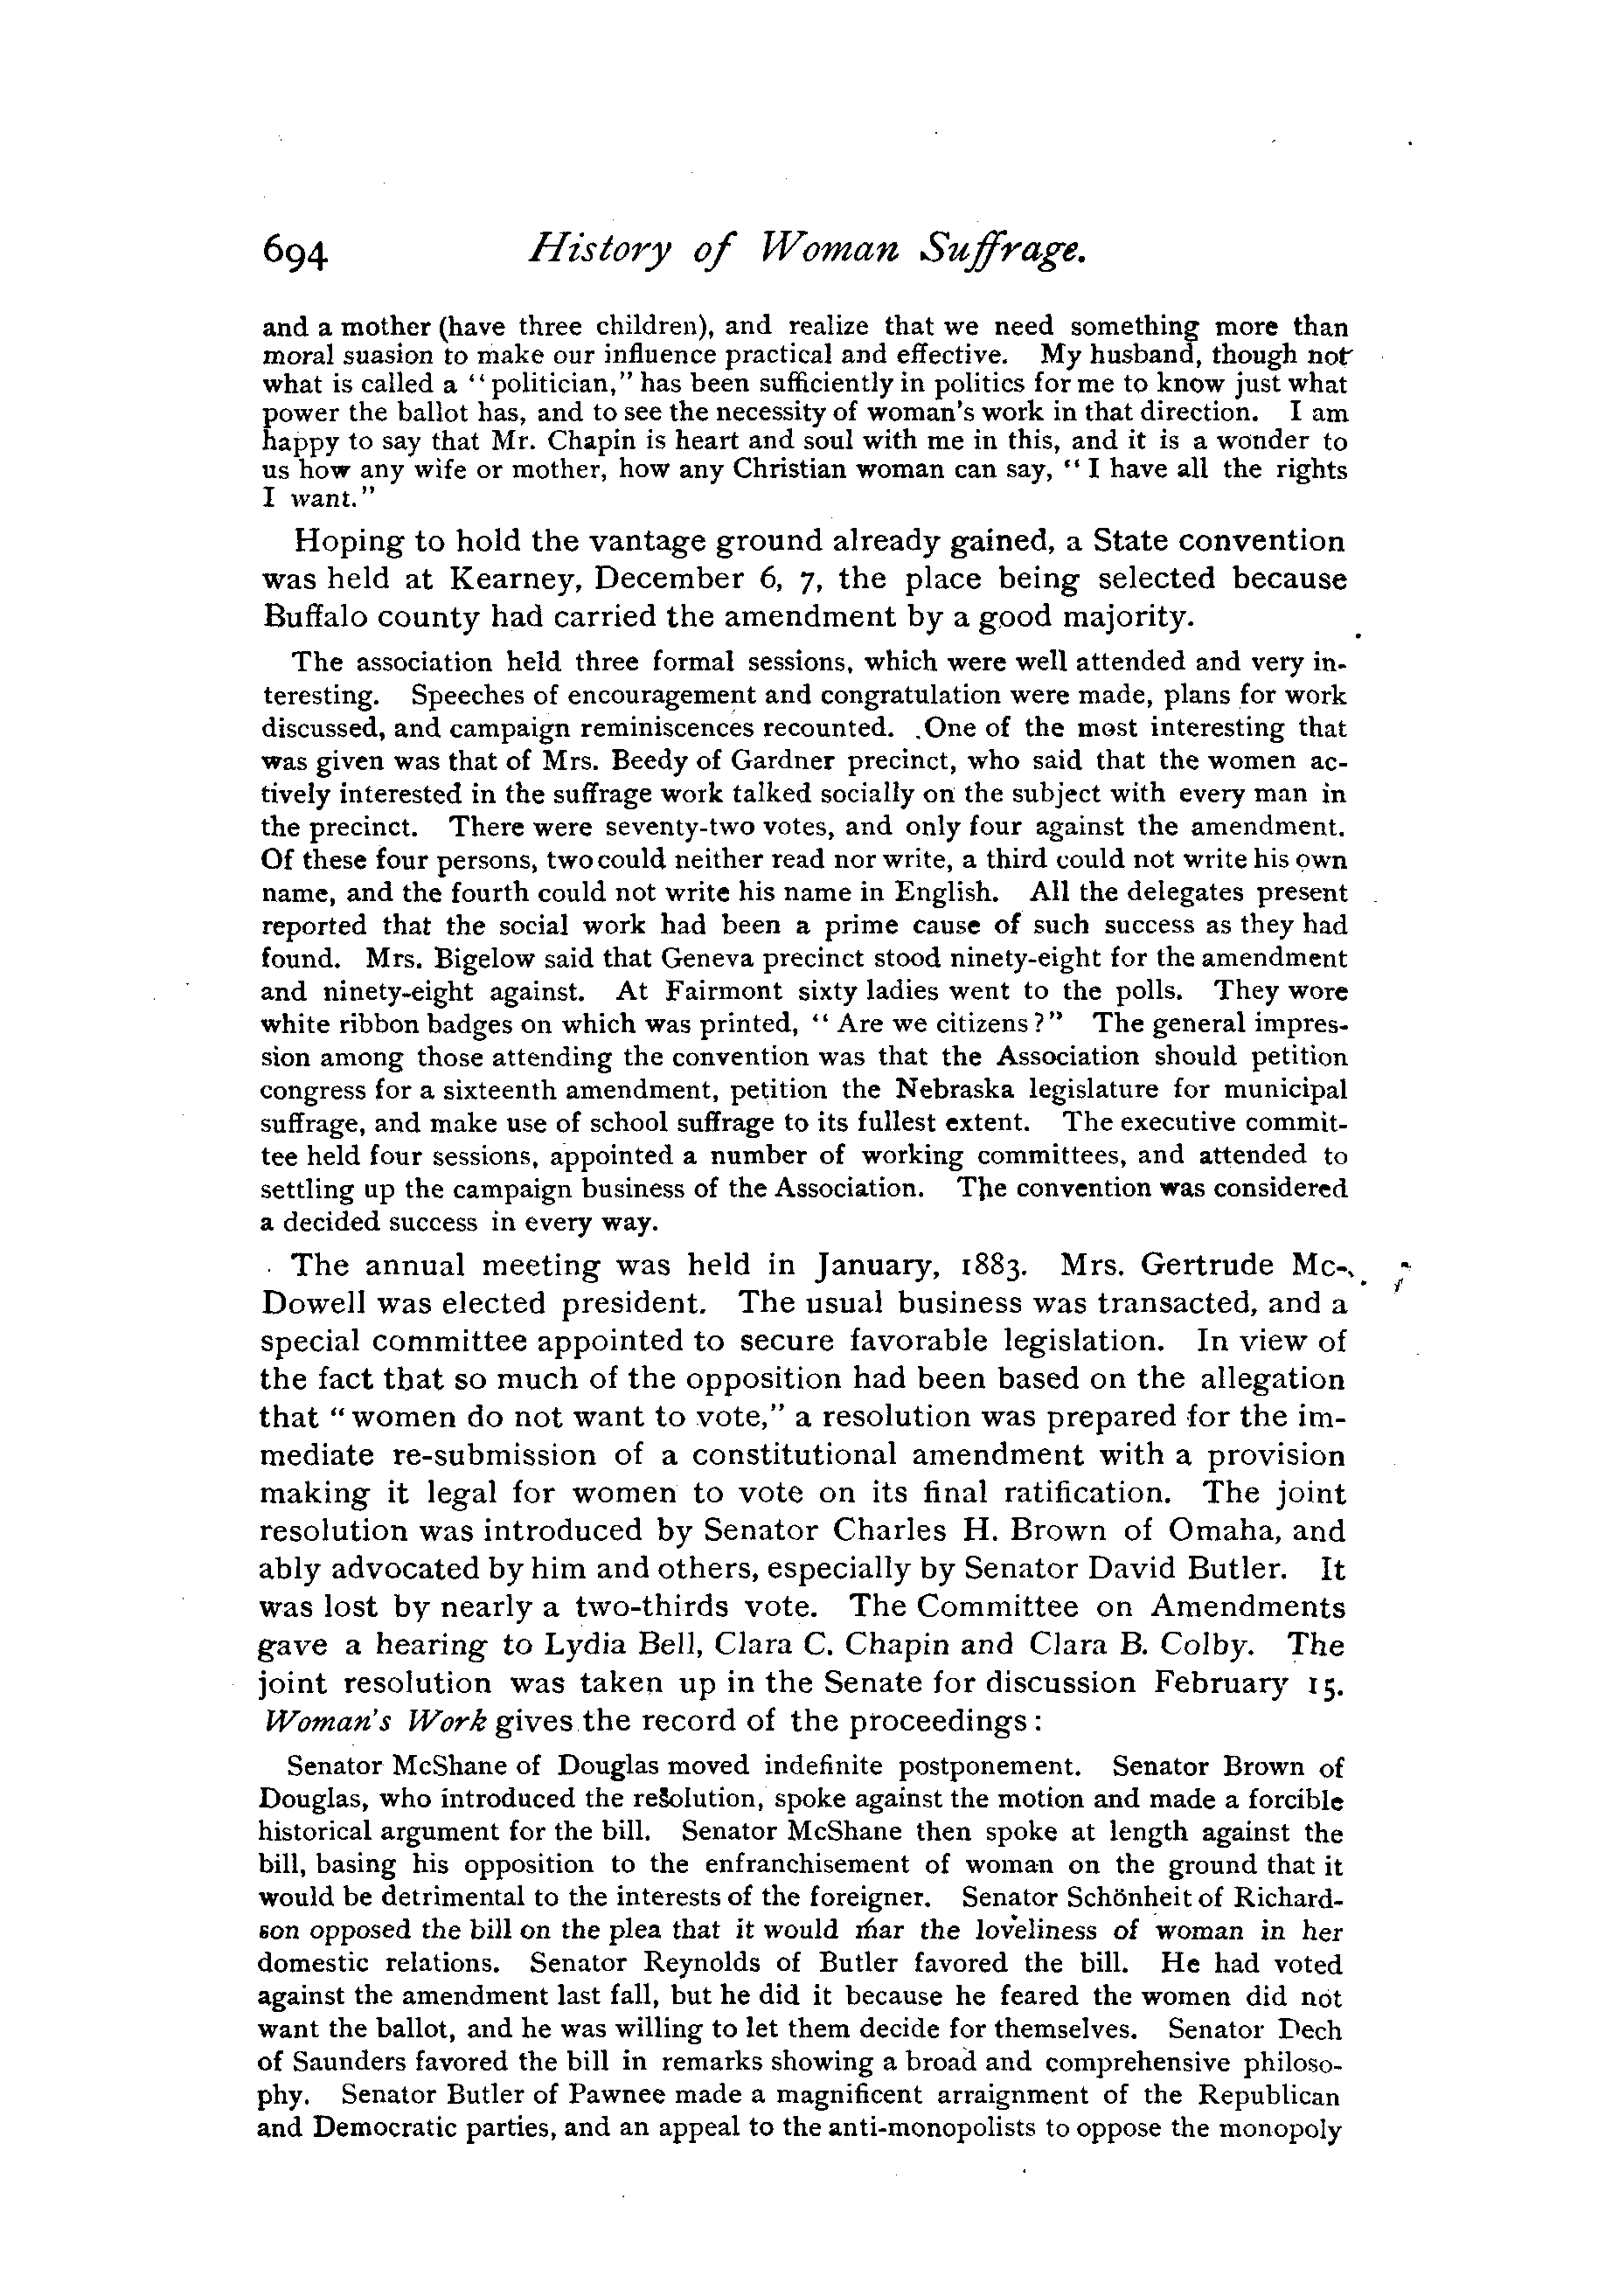 694 History of Woman Suffrage.
and a mother (have three children), and realize that we need something more than
moral suasion to make our influence practical and effective. My husband, though not
what is called a "politician," has been sufficiently in politics for me to know just what
power the ballot has, and to see the necessity of woman's work in that direction. I am
happy to say that Mr. Chapin is heart and soul with me in this, and it is a wonder to
us how any wife or mother, how any Christian woman can say, "I have all the rights
I want."
Hoping to hold the vantage ground already gained, a State convention
was held at Kearney, December 6, 7, the place being selected because
Buffalo county had carried the amendment by a good majority.
The association held three formal sessions, which were well attended and very in-
teresting. Speeches of encouragement and congratulation were made, plans for work
discussed, and campaign reminiscences recounted. One of the most interesting that
was given was that of Mrs. Beedy of Gardner precinct, who said that the women ac-
tively interested in the suffrage work talked socially on the subject with every man in
the precinct. There were seventy-two votes, and only four against the amendment.
Of these four persons, two could neither read nor write, a third could not write his own
name, and the fourth could not write his name in English. All the delegates present
reported that the social work had been a prime cause of such success as they had
found. Mrs. Bigelow said that Geneva precinct stood ninety-eight for the amendment
and ninety-eight against. At Fairmont sixty ladies went to the polls. They wore
white ribbon badges on which was printed, "Are we citizens?" The general impres-
sion among those attending the convention was that the Association should petition
congress for a sixteenth amendment, petition the Nebraska legislature for municipal
suffrage, and make use of school suffrage to its fullest extent. The executive commit-
tee held four sessions, appointed a number of working committees, and attended to
settling up the campaign business of the Association. The convention was considered
a decided success in every way.
The annual meeting was held in January, 1883. Mrs. Gertrude Mc-
Dowell was elected president. The usual business was transacted, and a
special committee appointed to secure favorable legislation. In view of
the fact that so much of the opposition had been based on the allegation
that "women do not want to vote," a resolution was prepared for the im-
mediate re-submission of a constitutional amendment with a provision
making it legal for women to vote on its final ratification. The joint
resolution was introduced by Senator Charles H. Brown of Omaha, and
ably advocated by him and others, especially by Senator David Butler. It
was lost by nearly a two-thirds vote. The Committee on Amendments
gave a hearing to Lydia Bell, Clara C. Chapin and Clara B. Colby. The
joint resolution was taken up in the Senate for discussion February 15.
Woman's Work gives the record of the proceedings:
Senator McShane of Douglas moved indefinite postponement. Senator Brown of
Douglas, who introduced the resolution, spoke against the motion and made a forcible
historical argument for the bill. Senator McShane then spoke at length against the
bill, basing his opposition to the enfranchisement of woman on the ground that it
would be detrimental to the interests of the foreigner. Senator Schönheit of Richard-
son opposed the bill on the plea that it would mar the loveliness of woman in her
domestic relations. Senator Reynolds of Butler favored the bill. He had voted
against the amendment last fall, but he did it because he feared the women did not
want the ballot, and he was willing to let them decide for themselves. Senator Dech
of Saunders favored the bill in remarks showing a broad and comprehensive philoso-
phy. Senator Butler of Pawnee made a magnificent arraignment of the Republican
and Democratic parties, and an appeal to the anti-monopolists to oppose the monopoly